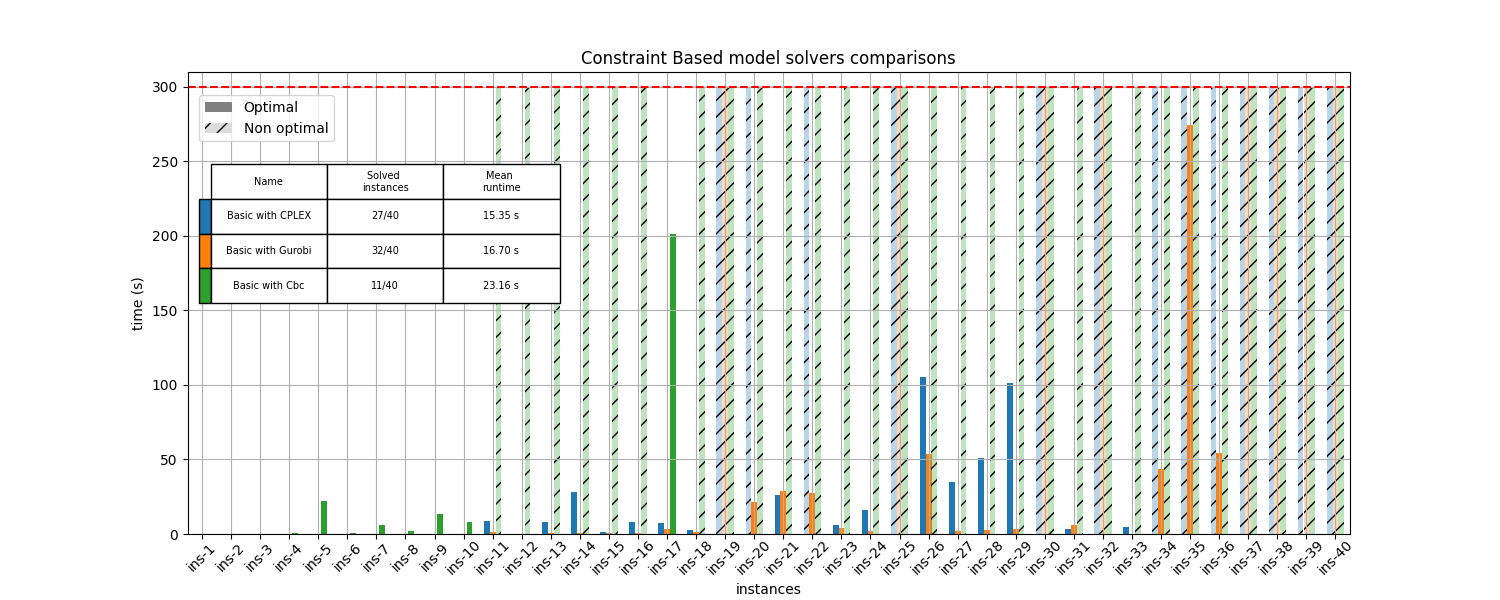 Constraint Based model solvers comparisons
300
250
200
150
100
50
0
time (s)
Optimal
Non optimal
Name Solved instances Mean runtime
Basic with CPLEX 27/40 15.35 s
Basic with Gurobi 32/40 16.70 s
Basic with Cbc 11/40 23.16 s
ins-1 ins-2 ins-3 ins-4 ins-5 ins-6 ins-7 ins-8 ins-9 ins-10 ins-11 ins-12 ins-13 ins-14 ins-15 ins-16 ins-17 ins-18 ins-19 ins-20 ins-21 ins-22 ins-23 ins-24 ins-25 ins-26 ins-27 ins-28 ins-29 ins-30 ins-31 ins-32 ins-33 ins-34 ins-35 ins-36 ins-37 ins-38 ins-39 ins-40
instances